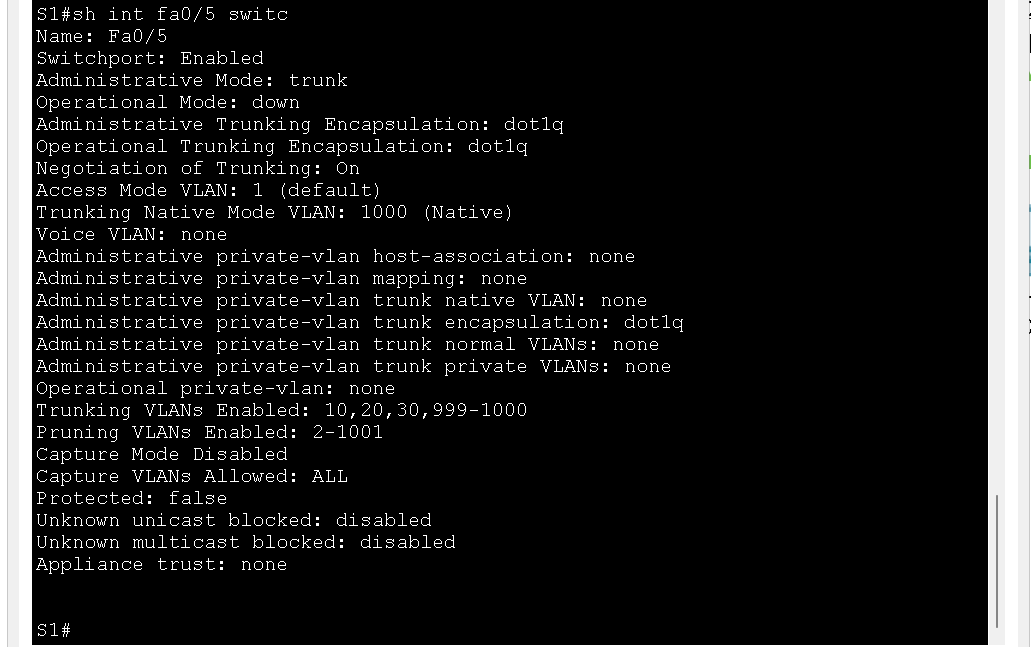 S1#sh int fa0/5 switc
Name: Fa0/5
Switchport: Enabled
Administrative Mode: trunk
Operational Mode: down
Administrative Trunking Encapsulation: dot1q
Operational Trunking Encapsulation: dot1q
Negotiation of Trunking: On
Access Mode VLAN: 1 (default)
Trunking Native Mode VLAN: 1000 (Native)
Voice VLAN: none
Administrative private-vlan host-association: none
Administrative private-vlan mapping: none
Administrative private-vlan trunk native VLAN: none
Administrative private-vlan trunk encapsulation: dot1q
Administrative private-vlan trunk normal VLANs: none
Administrative private-vlan trunk private VLANs: none
Operational private-vlan: none
Trunking VLANs Enabled: 10,20,30,999-1000
Pruning VLANs Enabled: 2-1001
Capture Mode Disabled
Capture VLANs Allowed: ALL
Protected: false
Unknown unicast blocked: disabled
Unknown multicast blocked: disabled
Appliance trust: none
S1#